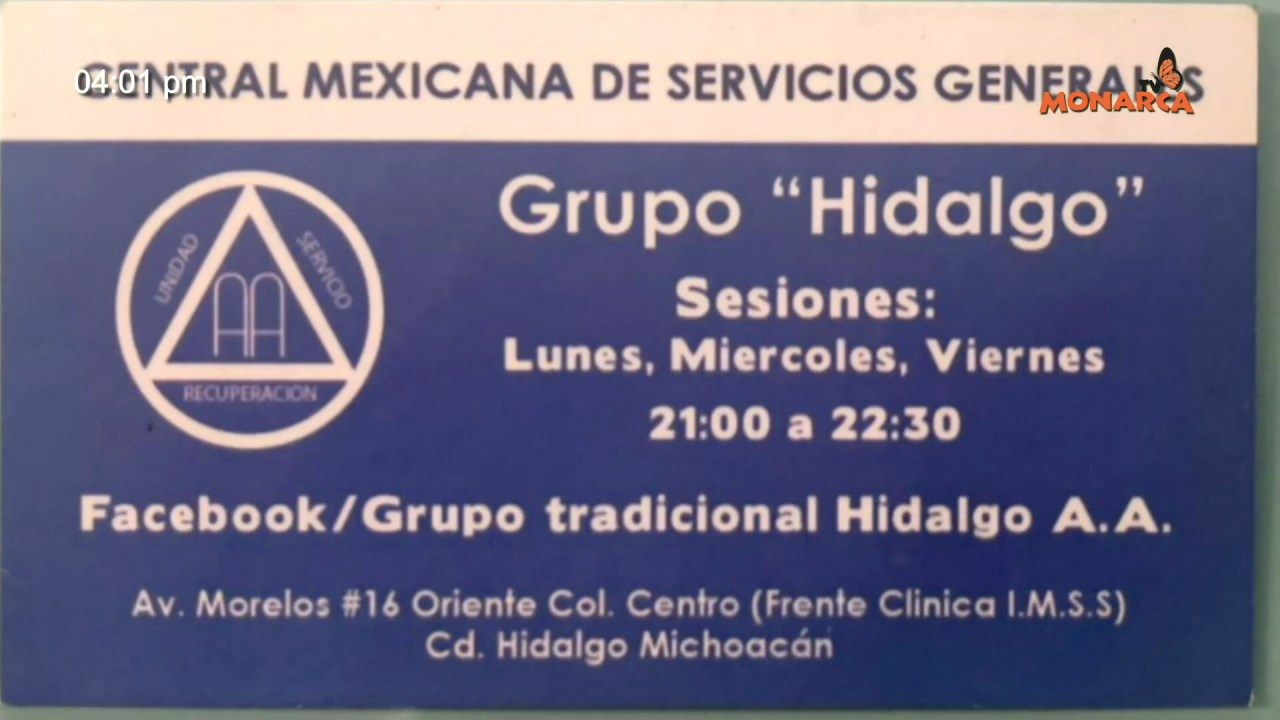 04:01 pm
CENTRAL MEXICANA DE SERVICIOS GENERALES
TV
MONARCA
Grupo “Hidalgo”
UNIDAD
SERVICIO
AA
RECUPERACION
Sesiones:
Lunes, Miercoles, Viernes
21:00 a 22:30
Facebook/Grupo tradicional Hidalgo A.A.
Av. Morelos #16 Oriente Col. Centro (Frente Clinica I.M.S.S)
Cd. Hidalgo Michoacán